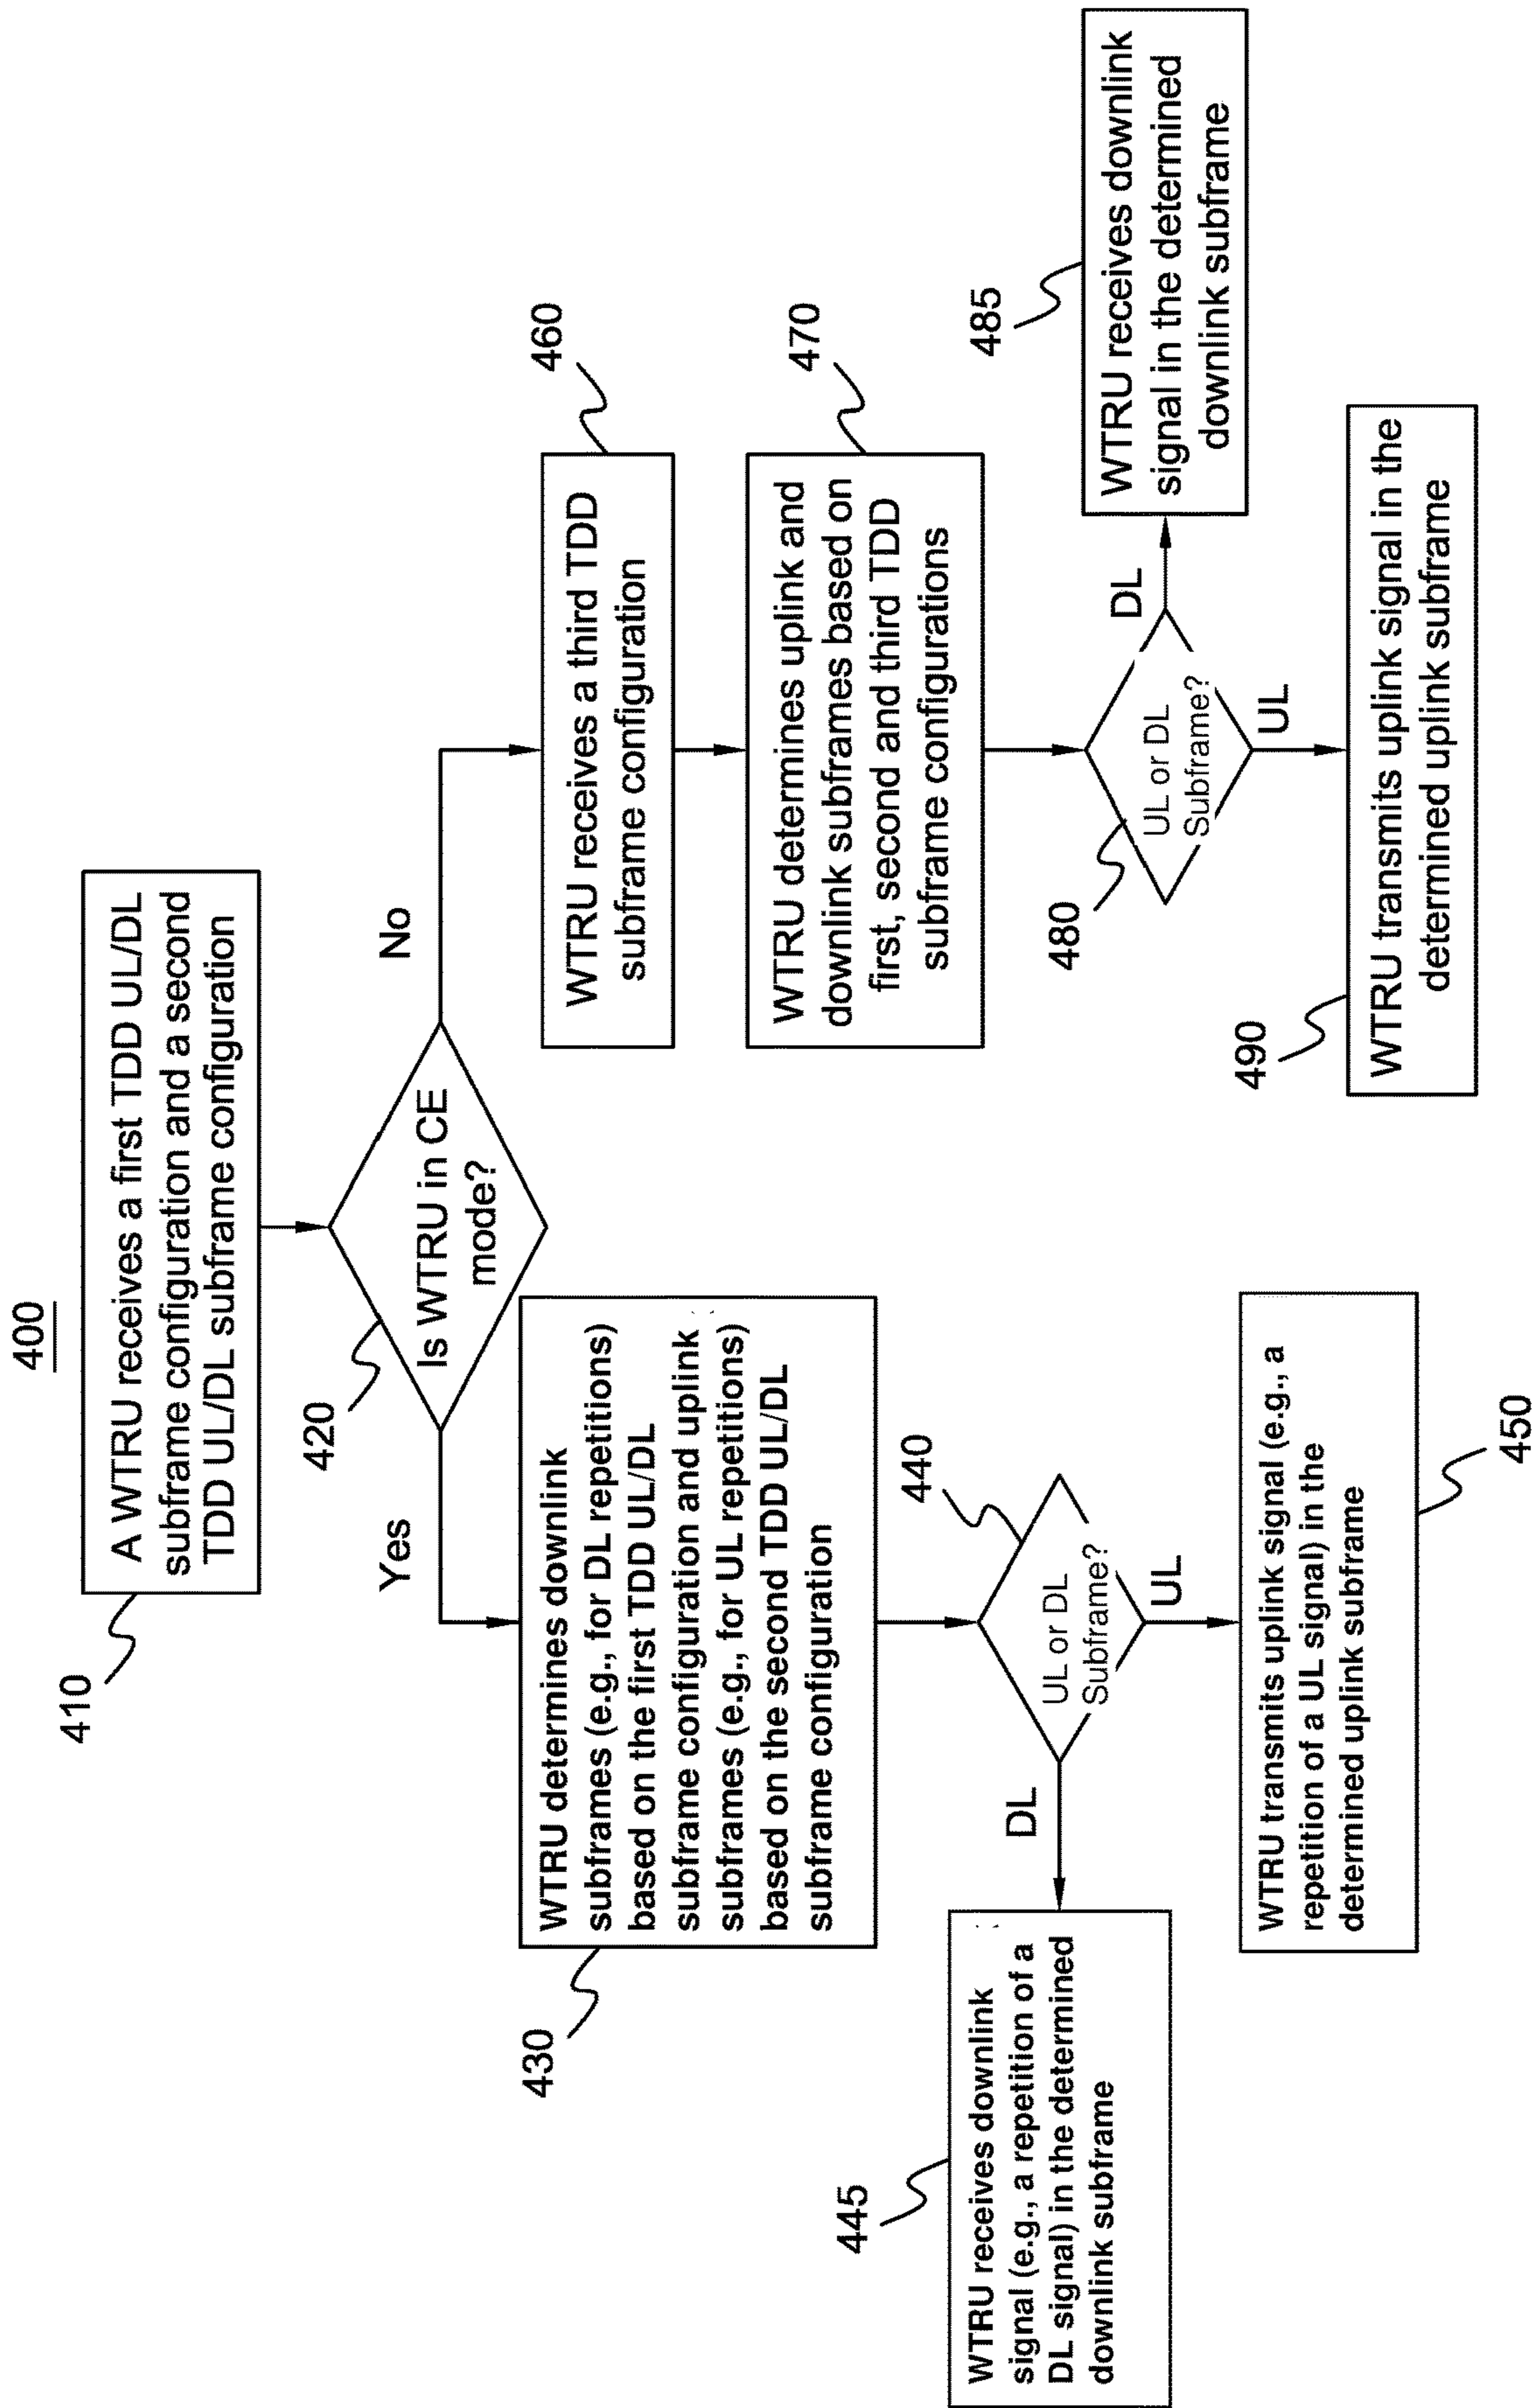 400
410
A WTRU receives a first TDD UL/DL
subframe configuration and a second
TDD UL/DL subframe configuration
420
Is WTRU in CE
mode?
Yes
No
430
WTRU determines downlink
subframes (e.g., for DL repetitions)
based on the first TDD UL/DL
subframe configuration and uplink
subframes (e.g., for UL repetitions)
based on the second TDD UL/DL
subframe configuration
440
UL or DL
Subframe?
DL
UL
445
WTRU receives downlink
signal (e.g., a repetition of a
DL signal) in the determined
downlink subframe
WTRU transmits uplink signal (e.g., a
repetition of a UL signal) in the
determined uplink subframe
450
460
WTRU receives a third TDD
subframe configuration
470
WTRU determines uplink and
downlink subframes based on
first, second and third TDD
subframe configurations
480
UL or DL
Subframe?
DL
UL
485
WTRU receives downlink
signal in the determined
downlink subframe
490
WTRU transmits uplink signal in the
determined uplink subframe